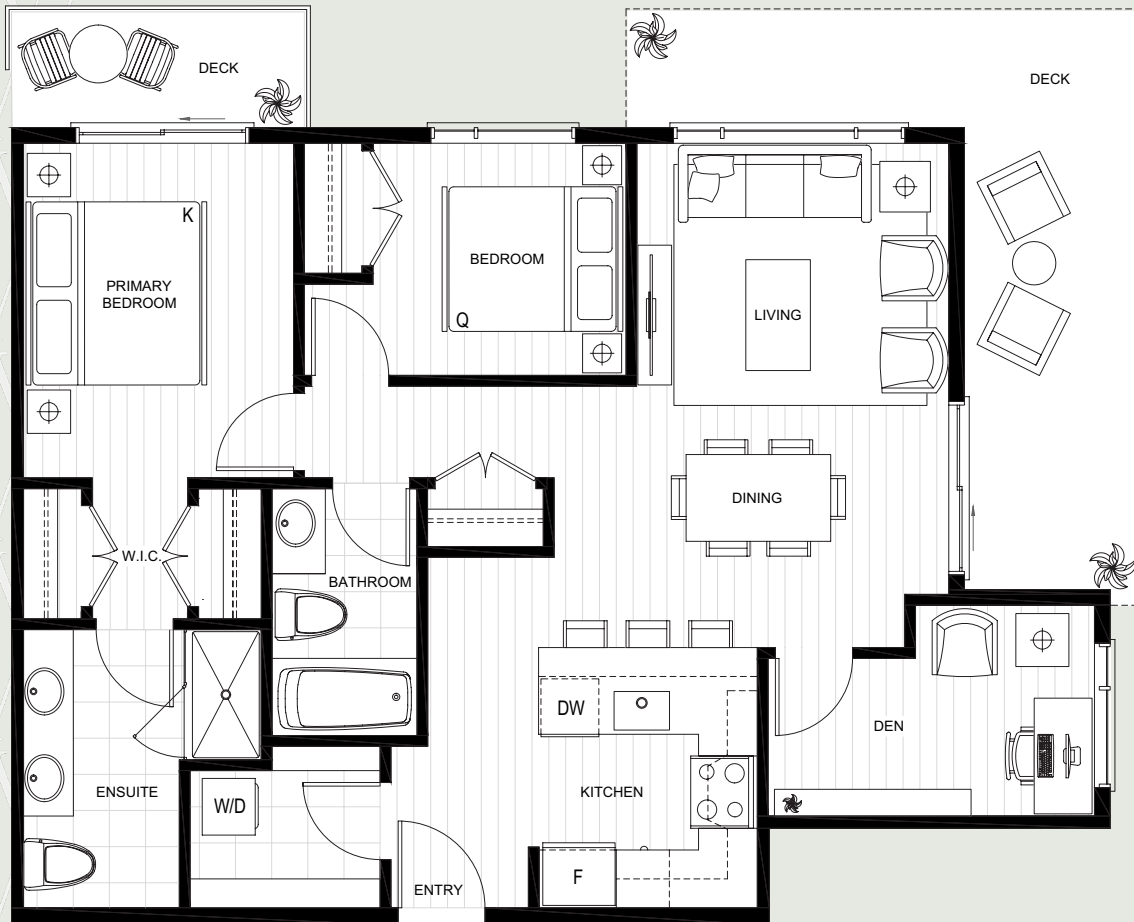 DECK
DECK
K
PRIMARY
BEDROOM
BEDROOM
Q
LIVING
DINING
W.I.C.
BATHROOM
DW
DEN
ENSUITE
W/D
KITCHEN
F
ENTRY